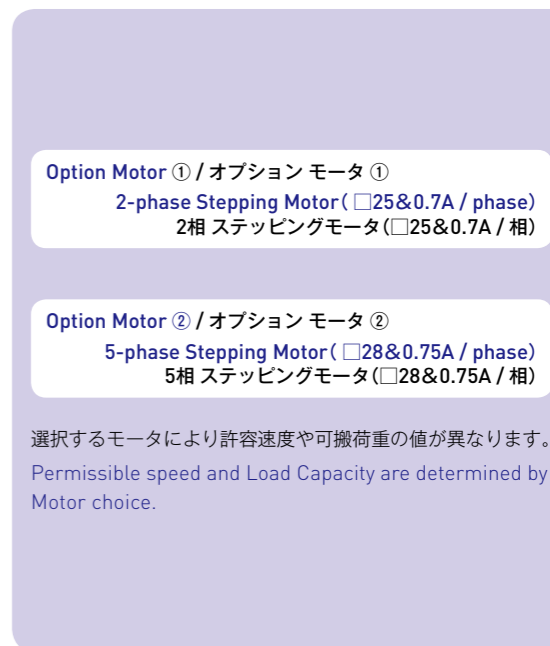 Option Motor ① / オプション モータ ①
2-phase Stepping Motor( □25&0.7A / phase)
2相 ステッピングモータ(□25&0.7A / 相)
Option Motor ② / オプション モータ ②
5-phase Stepping Motor( □28&0.75A / phase)
5相 ステッピングモータ(□28&0.75A / 相)
選択するモータにより許容速度や可搬荷重の値が異なります。
Permissible speed and Load Capacity are determined by
Motor choice.